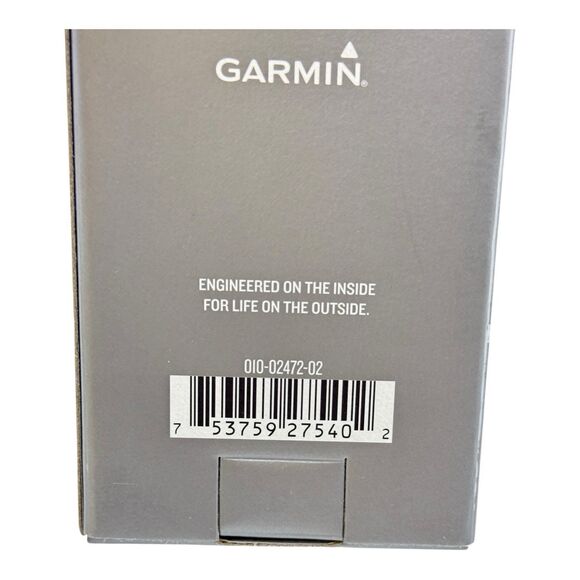 GARMIN®
ENGINEERED ON THE INSIDE
FOR LIFE ON THE OUTSIDE.
010-02472-02
7 53759 27540 2